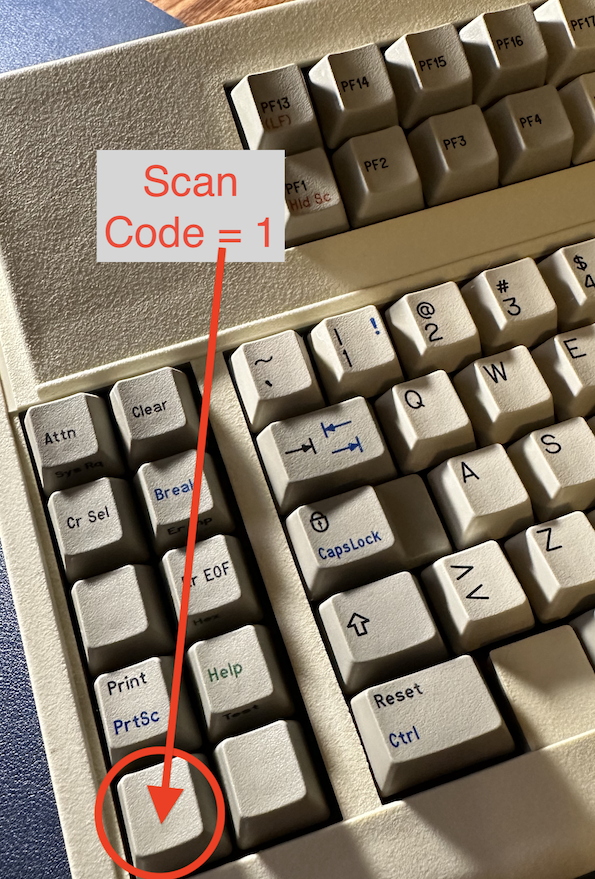 PF13
(LF)
PF14
PF15
PF16
PF17
PF1
Hld Sc
PF2
PF3
PF4
Scan
Code = 1
~
`
|
1
!
@
2
#
3
$
4
Attn
Sys Rq
Clear
Q
W
E
Cr Sel
Break
CapsLock
A
S
Er EOF
Hex
>
<
Z
Print
PrtSc
Help
Test
Reset
Ctrl